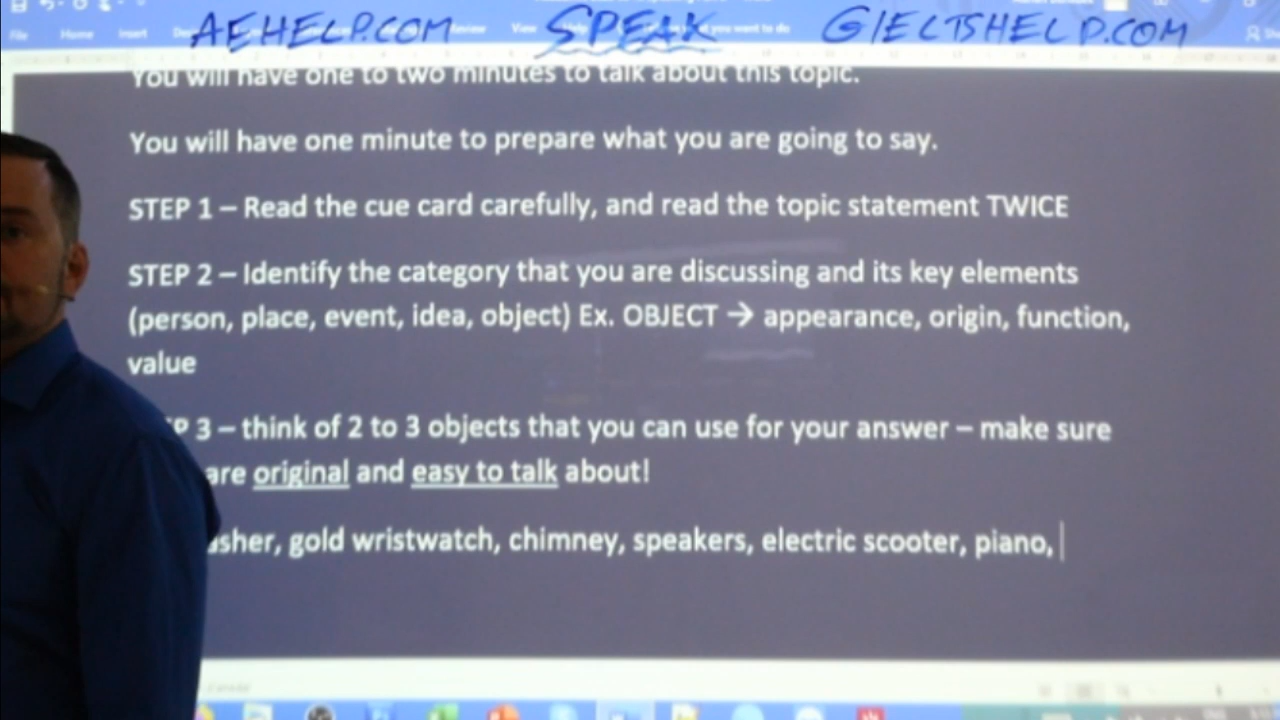 AEHELP.COM SPEAK GIELTSHELP.COM
File Home Insert View
You will have one to two minutes to talk about this topic.
You will have one minute to prepare what you are going to say.
STEP 1 – Read the cue card carefully, and read the topic statement TWICE
STEP 2 – Identify the category that you are discussing and its key elements
(person, place, event, idea, object) Ex. OBJECT → appearance, origin, function,
value
P 3 – think of 2 to 3 objects that you can use for your answer – make sure
are original and easy to talk about!
asher, gold wristwatch, chimney, speakers, electric scooter, piano,